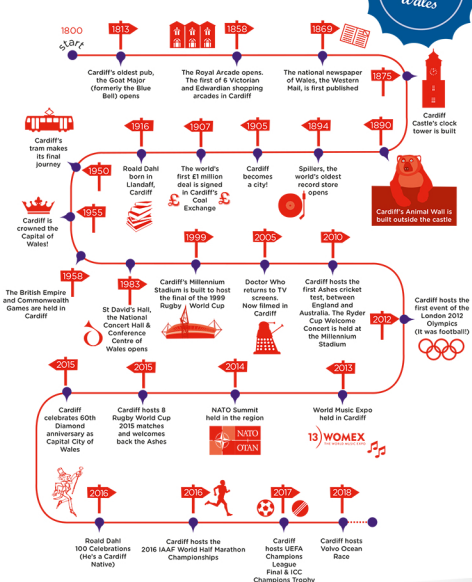 Wales
1800
start
1813
Cardiff's oldest pub,
the Goat Major
(formerly the Blue
Bell) opens
1858
The Royal Arcade opens.
The first of 6 Victorian
and Edwardian shopping
arcades in Cardiff
1869
The national newspaper
of Wales, the Western
Mail, is first published
1875
Cardiff
Castle's clock
tower is built
1890
Cardiff's Animal Wall is
built outside the castle
1894
Spillers, the
world's oldest
record store
opens
1905
Cardiff
becomes
a city!
1907
The world's
first £1 million
deal is signed
in Cardiff's
Coal
Exchange
£
£
1916
Roald Dahl
born in
Llandaff,
Cardiff
1950
Cardiff's
tram makes
its final
journey
1955
Cardiff is
crowned the
Capital of
Wales!
1958
The British Empire
and Commonwealth
Games are held in
Cardiff
1983
St David's Hall,
the National
Concert Hall &
Conference
Centre of
Wales opens
1999
Cardiff's Millennium
Stadium is built to host
the final of the 1999
Rugby World Cup
2005
Doctor Who
returns to TV
screens.
Now filmed in
Cardiff
2010
Cardiff hosts the
first Ashes cricket
test, between
England and
Australia. The Ryder
Cup Welcome
Concert is held at
the Millennium
Stadium
2012
Cardiff hosts the
first event of the
London 2012
Olympics
(It was football!)
2013
World Music Expo
held in Cardiff
13) WOMEX
2014
NATO Summit
held in the region
NATO
OTAN
2015
Cardiff hosts 8
Rugby World Cup
2015 matches
and welcomes
back the Ashes
2015
Cardiff
celebrates 60th
Diamond
anniversary as
Capital City of
Wales
2016
Roald Dahl
100 Celebrations
(He's a Cardiff
Native)
2016
Cardiff hosts the
2016 IAAF World Half Marathon
Championships
2017
Cardiff
hosts UEFA
Champions
League
Final & ICC
Champions Trophy
2018
Cardiff hosts
Volvo Ocean
Race